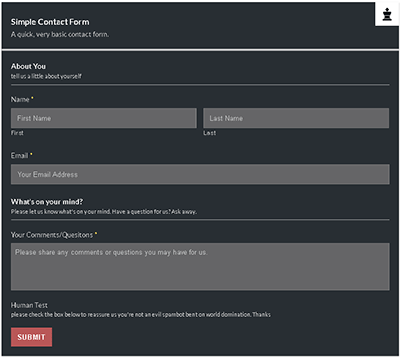 Simple Contact Form
A quick, very basic contact form.
About You
tell us a little about yourself
Name *
First Name
Last Name
First
Last
Email *
Your Email Address
What's on your mind?
Please let us know what's on your mind. Have a question for us? Ask away.
Your Comments/Quesitons *
Please share any comments or questions you may have for us.
Human Test
please check the box below to reassure us you're not an evil spambot bent on world domination. Thanks
SUBMIT